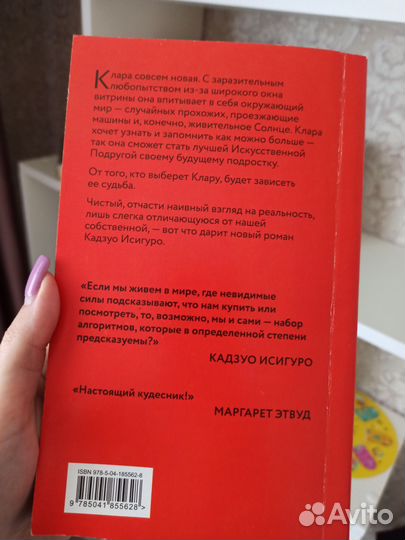 Клара совсем новая. С заразительным
любопытством из-за широкого окна
витрины она впитывает в себя окружающий
мир — случайных прохожих, проезжающие
машины и, конечно, живительное Солнце. Клара
хочет узнать и запомнить как можно больше —
так она сможет стать лучшей Искусственной
Подругой своему будущему подростку.
От того, кто выберет Клару, будет зависеть
ее судьба.
Чистый, отчасти наивный взгляд на реальность,
лишь слегка отличающуюся от нашей
собственной, — вот что дарит новый роман
Кадзуо Исигуро.
«Если мы живем в мире, где невидимые
силы подсказывают, что нам купить или
посмотреть, то, возможно, мы и сами — набор
алгоритмов, которые в определенной степени
предсказуемы?»
КАДЗУО ИСИГУРО
«Настоящий кудесник!»
МАРГАРЕТ ЭТВУД
ISBN 978-5-04-185562-8
9 785041 855628 >
Avito